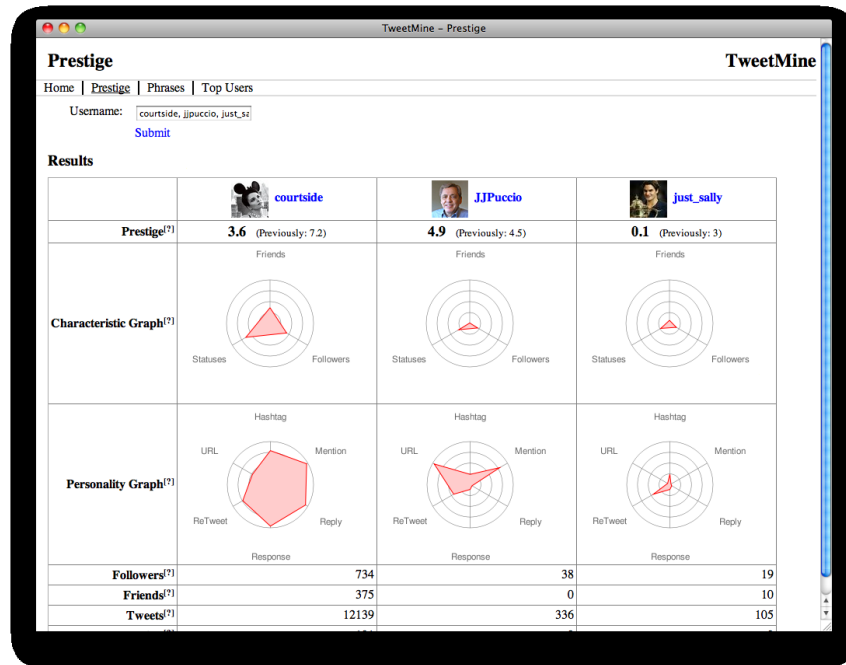 TweetMine – Prestige
Prestige
TweetMine
Home | Prestige | Phrases | Top Users
Username: courtside, jjpuccio, just_sa
Submit
Results
courtside JJPuccio just_sally
Prestige[?] 3.6 (Previously: 7.2) 4.9 (Previously: 4.5) 0.1 (Previously: 3)
Friends Friends Friends
Characteristic Graph[?]
Statuses Followers Statuses Followers Statuses Followers
Hashtag Hashtag Hashtag
URL Mention URL Mention URL Mention
Personality Graph[?]
ReTweet Reply ReTweet Reply ReTweet Reply
Response Response Response
Followers[?] 734 38 19
Friends[?] 375 0 10
Tweets[?] 12139 336 105